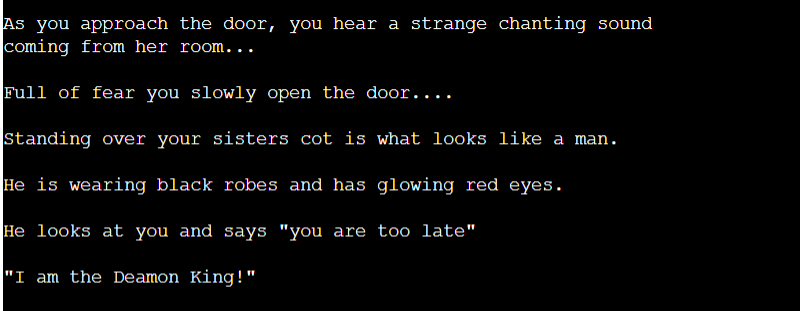 As you approach the door, you hear a strange chanting sound
coming from her room...
Full of fear you slowly open the door....
Standing over your sisters cot is what looks like a man.
He is wearing black robes and has glowing red eyes.
He looks at you and says "you are too late"
"I am the Deamon King!"